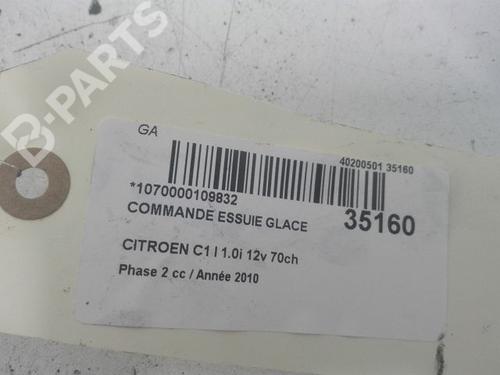 B-PARTS
GA
40200501 35160
*1070000109832
COMMANDE ESSUIE GLACE
35160
CITROEN C1 I 1.0i 12v 70ch
Phase 2 cc / Année 2010